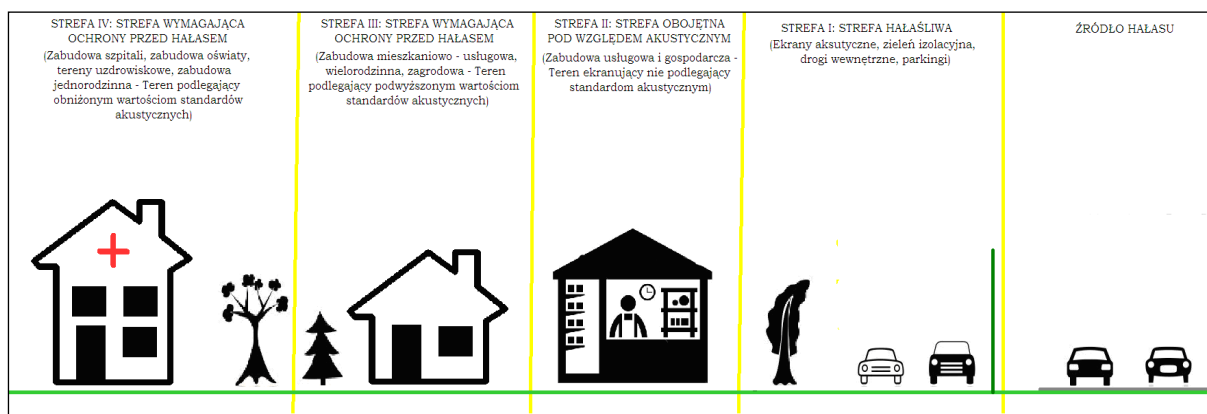 STREFA IV: STREFA WYMAGAJĄCA
OCHRONY PRZED HAŁASEM
(Zabudowa szpitali, zabudowa oświaty,
tereny uzdrowiskowe, zabudowa
jednorodzinna - Teren podlegający
obniżonym wartościom standardów
akustycznych)
STREFA III: STREFA WYMAGAJĄCA
OCHRONY PRZED HAŁASEM
(Zabudowa mieszkaniowo - usługowa,
wielorodzinna, zagrodowa - Teren
podlegający podwyższonym wartościom
standardów akustycznych)
STREFA II: STREFA OBOJĘTNA
POD WZGLĘDEM AKUSTYCZNYM
(Zabudowa usługowa i gospodarcza -
Teren ekranujący nie podlegający
standardom akustycznym)
STREFA I: STREFA HAŁAŚLIWA
(Ekrany aksutyczne, zieleń izolacyjna,
drogi wewnętrzne, parkingi)
ŹRÓDŁO HAŁASU